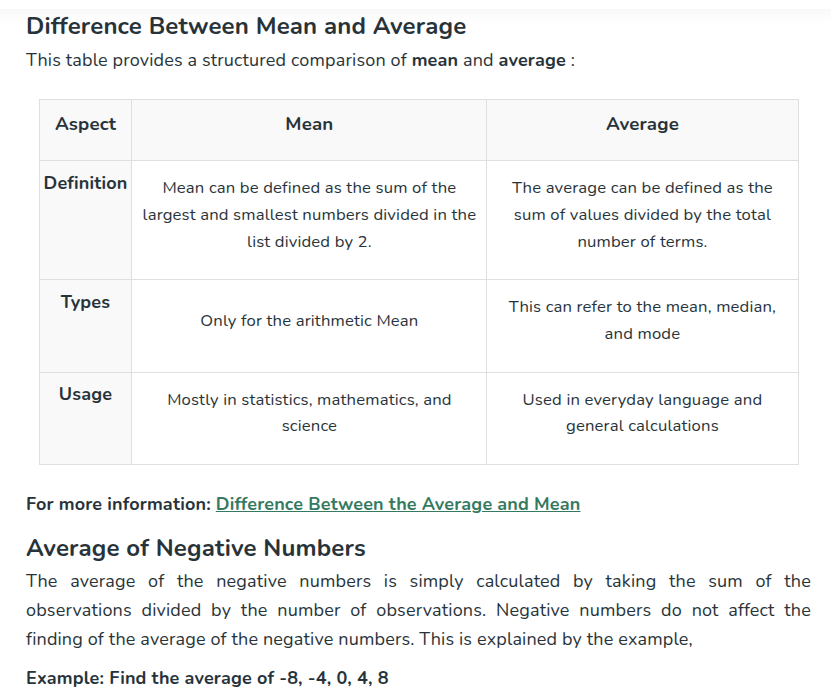 Difference Between Mean and Average
This table provides a structured comparison of mean and average :
Aspect
Mean
Average
Definition
Mean can be defined as the sum of the
largest and smallest numbers divided in the
list divided by 2.
The average can be defined as the
sum of values divided by the total
number of terms.
Types
Only for the arithmetic Mean
This can refer to the mean, median,
and mode
Usage
Mostly in statistics, mathematics, and
science
Used in everyday language and
general calculations
For more information: Difference Between the Average and Mean
Average of Negative Numbers
The average of the negative numbers is simply calculated by taking the sum of the
observations divided by the number of observations. Negative numbers do not affect the
finding of the average of the negative numbers. This is explained by the example,
Example: Find the average of -8, -4, 0, 4, 8